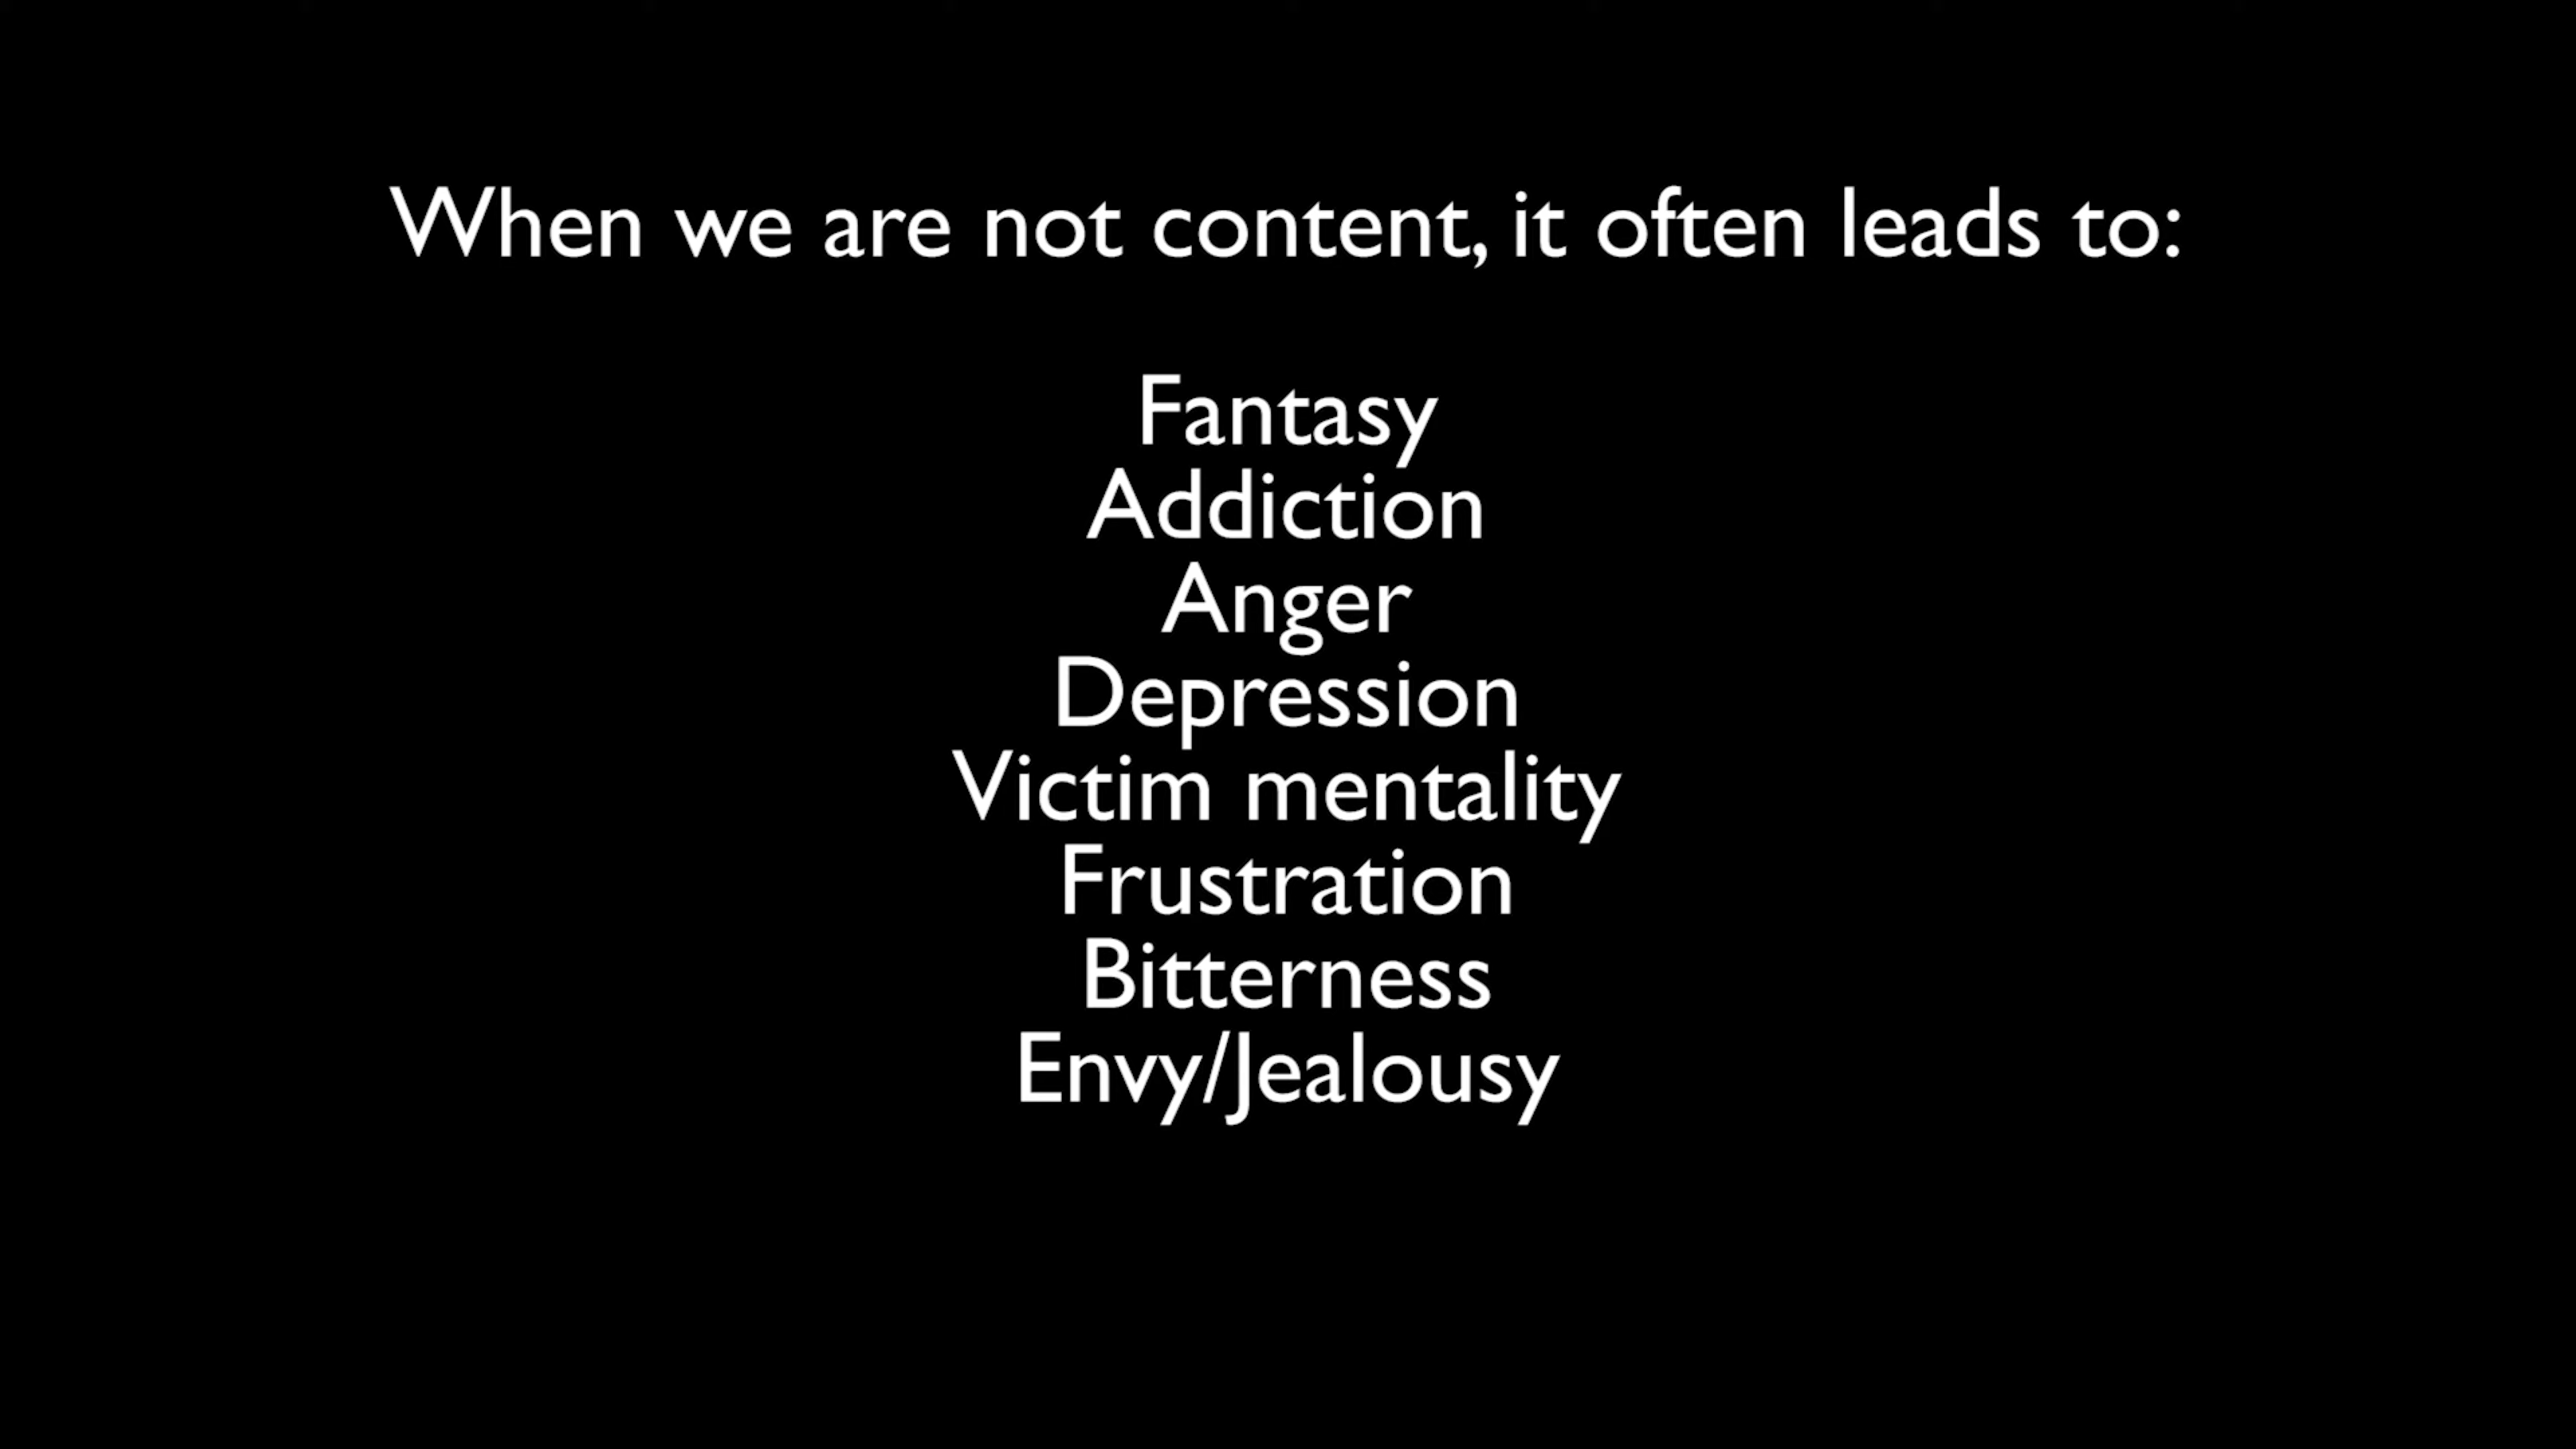 When we are not content, it often leads to:
Fantasy
Addiction
Anger
Depression
Victim mentality
Frustration
Bitterness
Envy/Jealousy